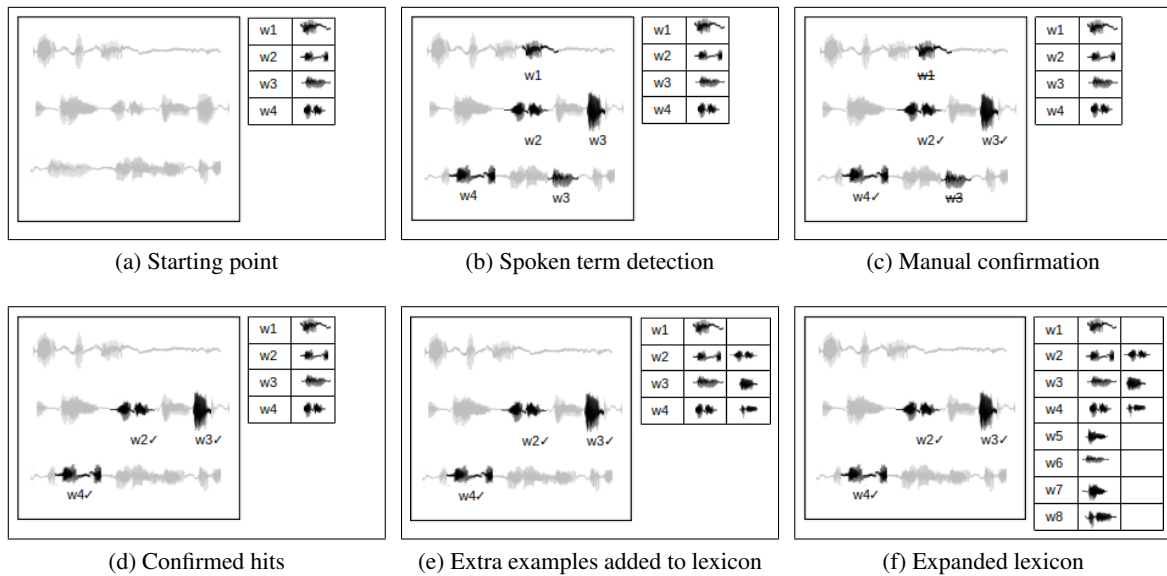 w1
w2
w3
w4
(a) Starting point
w1
w2 w3
w4 w3
w1
w2
w3
w4
(b) Spoken term detection
w1
w2✓ w3✓
w4✓ w3
w1
w2
w3
w4
(c) Manual confirmation
w2✓ w3✓
w4✓
w1
w2
w3
w4
(d) Confirmed hits
w2✓ w3✓
w4✓
w1
w2
w3
w4
(e) Extra examples added to lexicon
w2✓ w3✓
w4✓
w1
w2
w3
w4
w5
w6
w7
w8
(f) Expanded lexicon